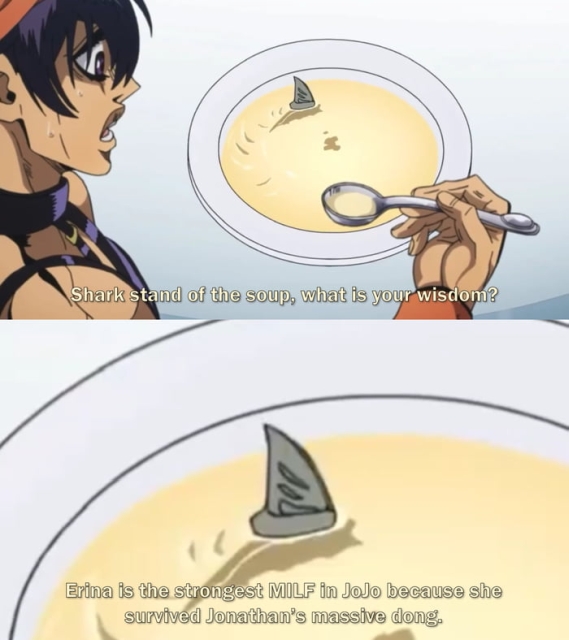 Shark stand of the soup, what is your wisdom?
Erina is the strongest MILF in JoJo because she
survived Jonathan's massive dong.